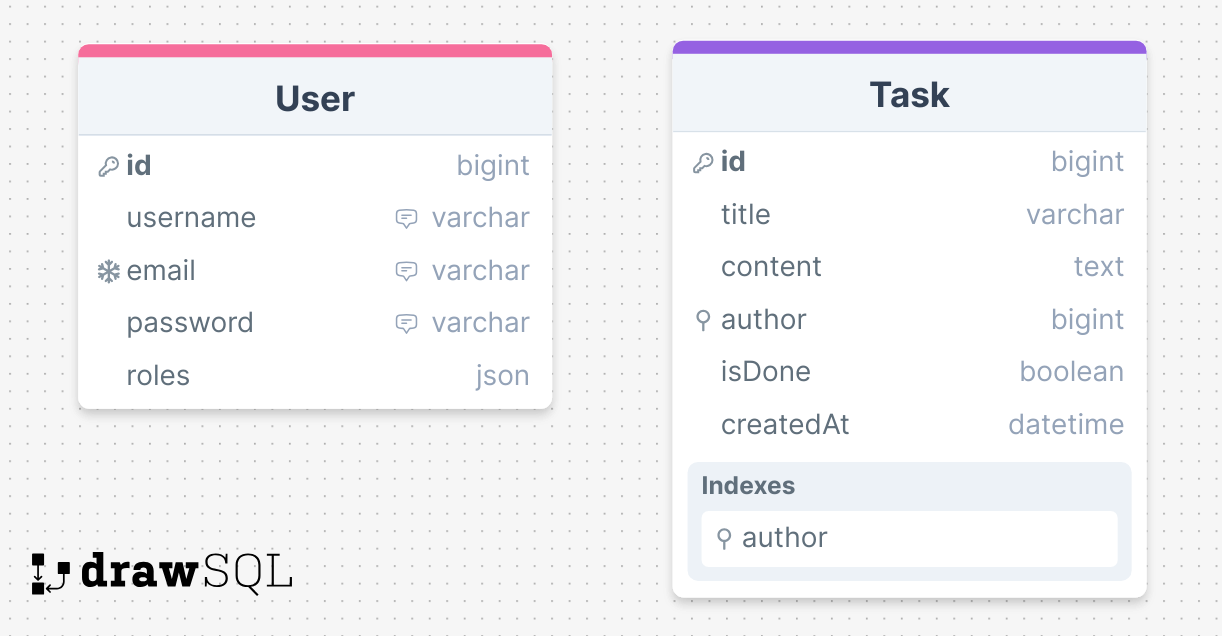 User
id bigint
username varchar
email varchar
password varchar
roles json
Task
id bigint
title varchar
content text
author bigint
isDone boolean
createdAt datetime
Indexes
author
drawSQL